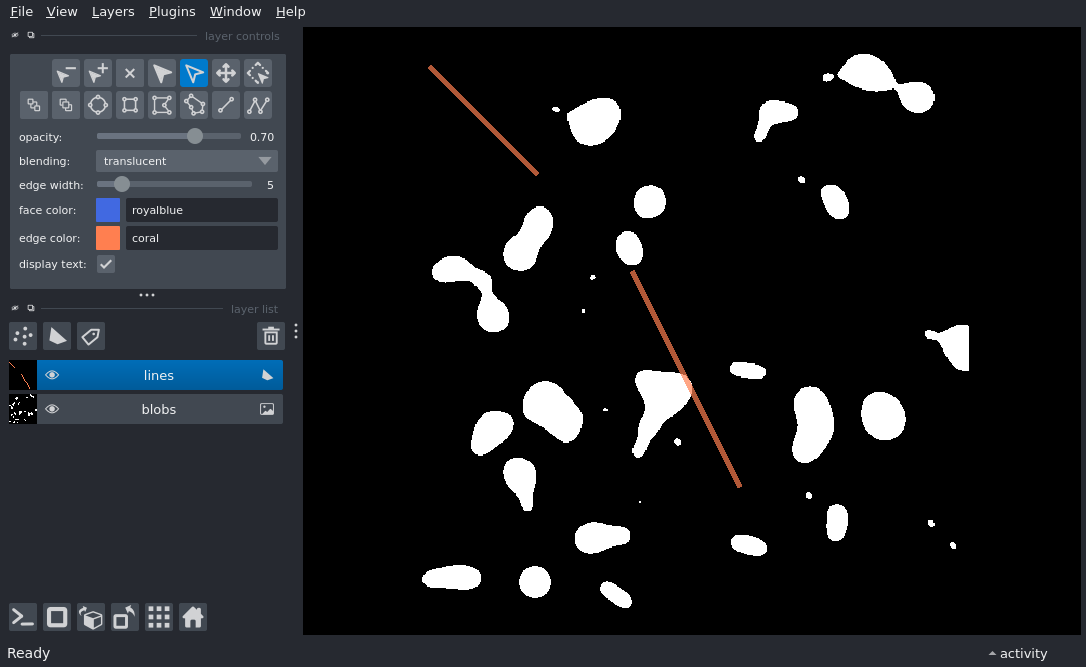 File View Layers Plugins Window Help
layer controls
opacity: 0.70
blending: translucent
edge width: 5
face color: royalblue
edge color: coral
display text:
layer list
lines
blobs
Ready activity